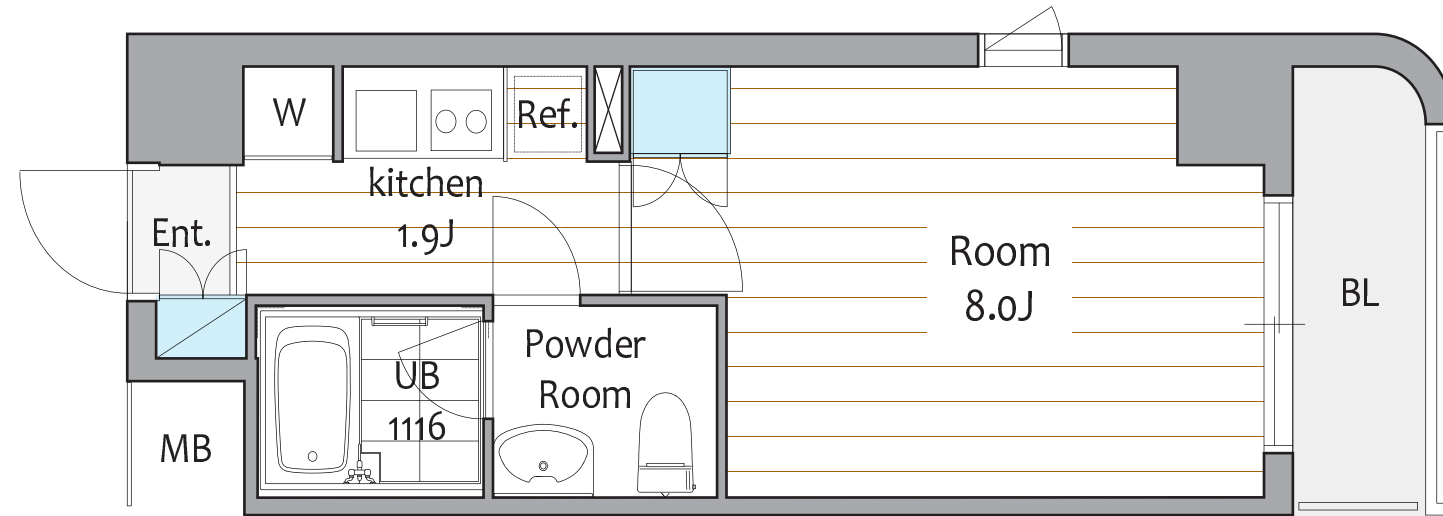 W
Ref.
kitchen
1.9J
Ent.
Room
8.0J
BL
Powder
Room
UB
1116
MB